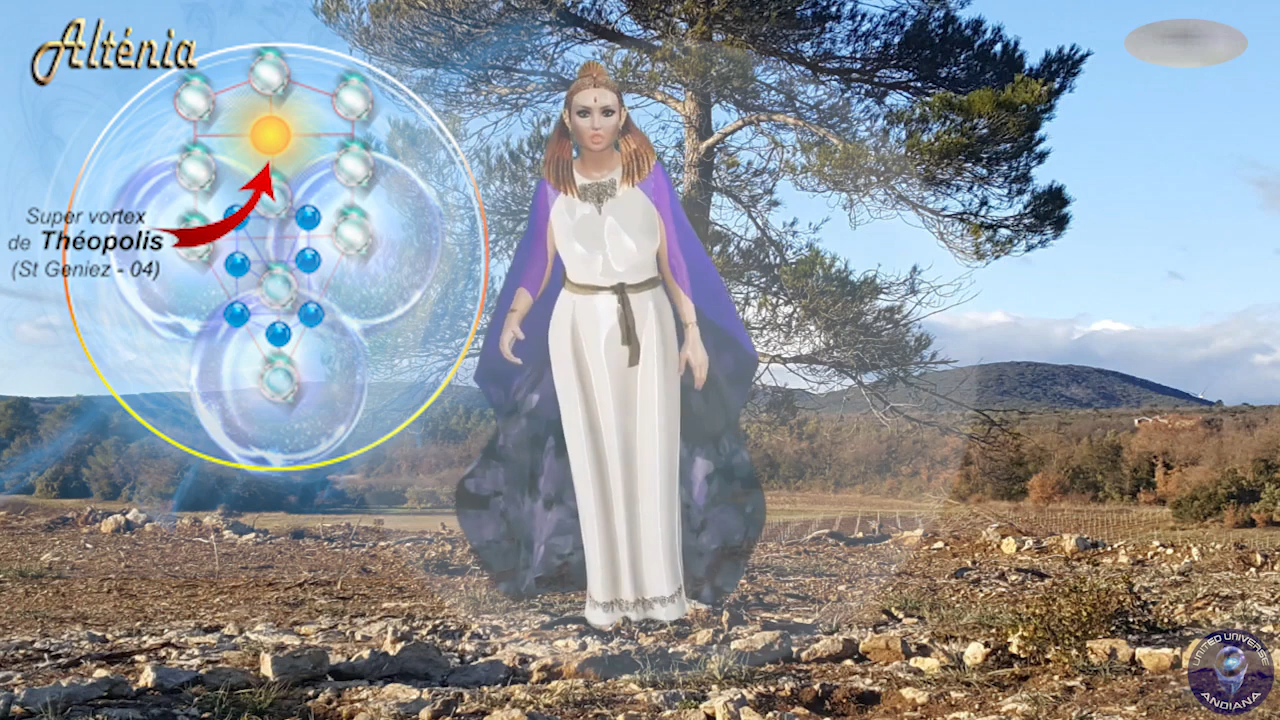 Alténia
Super vortex
de Théopolis
(St Geniez - 04)
UNITED UNIVERSE
ANDIANA